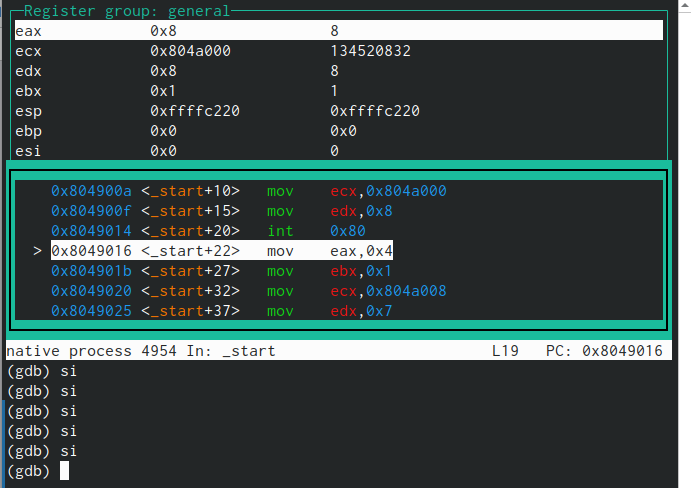 Register group: general
eax 0x8 8
ecx 0x804a000 134520832
edx 0x8 8
ebx 0x1 1
esp 0xffffc220 0xffffc220
ebp 0x0 0x0
esi 0x0 0
0x804900a <_start+10> mov ecx,0x804a000
0x804900f <_start+15> mov edx,0x8
0x8049014 <_start+20> int 0x80
> 0x8049016 <_start+22> mov eax,0x4
0x804901b <_start+27> mov ebx,0x1
0x8049020 <_start+32> mov ecx,0x804a008
0x8049025 <_start+37> mov edx,0x7
native process 4954 In: _start L19 PC: 0x8049016
(gdb) si
(gdb) si
(gdb) si
(gdb) si
(gdb) si
(gdb)